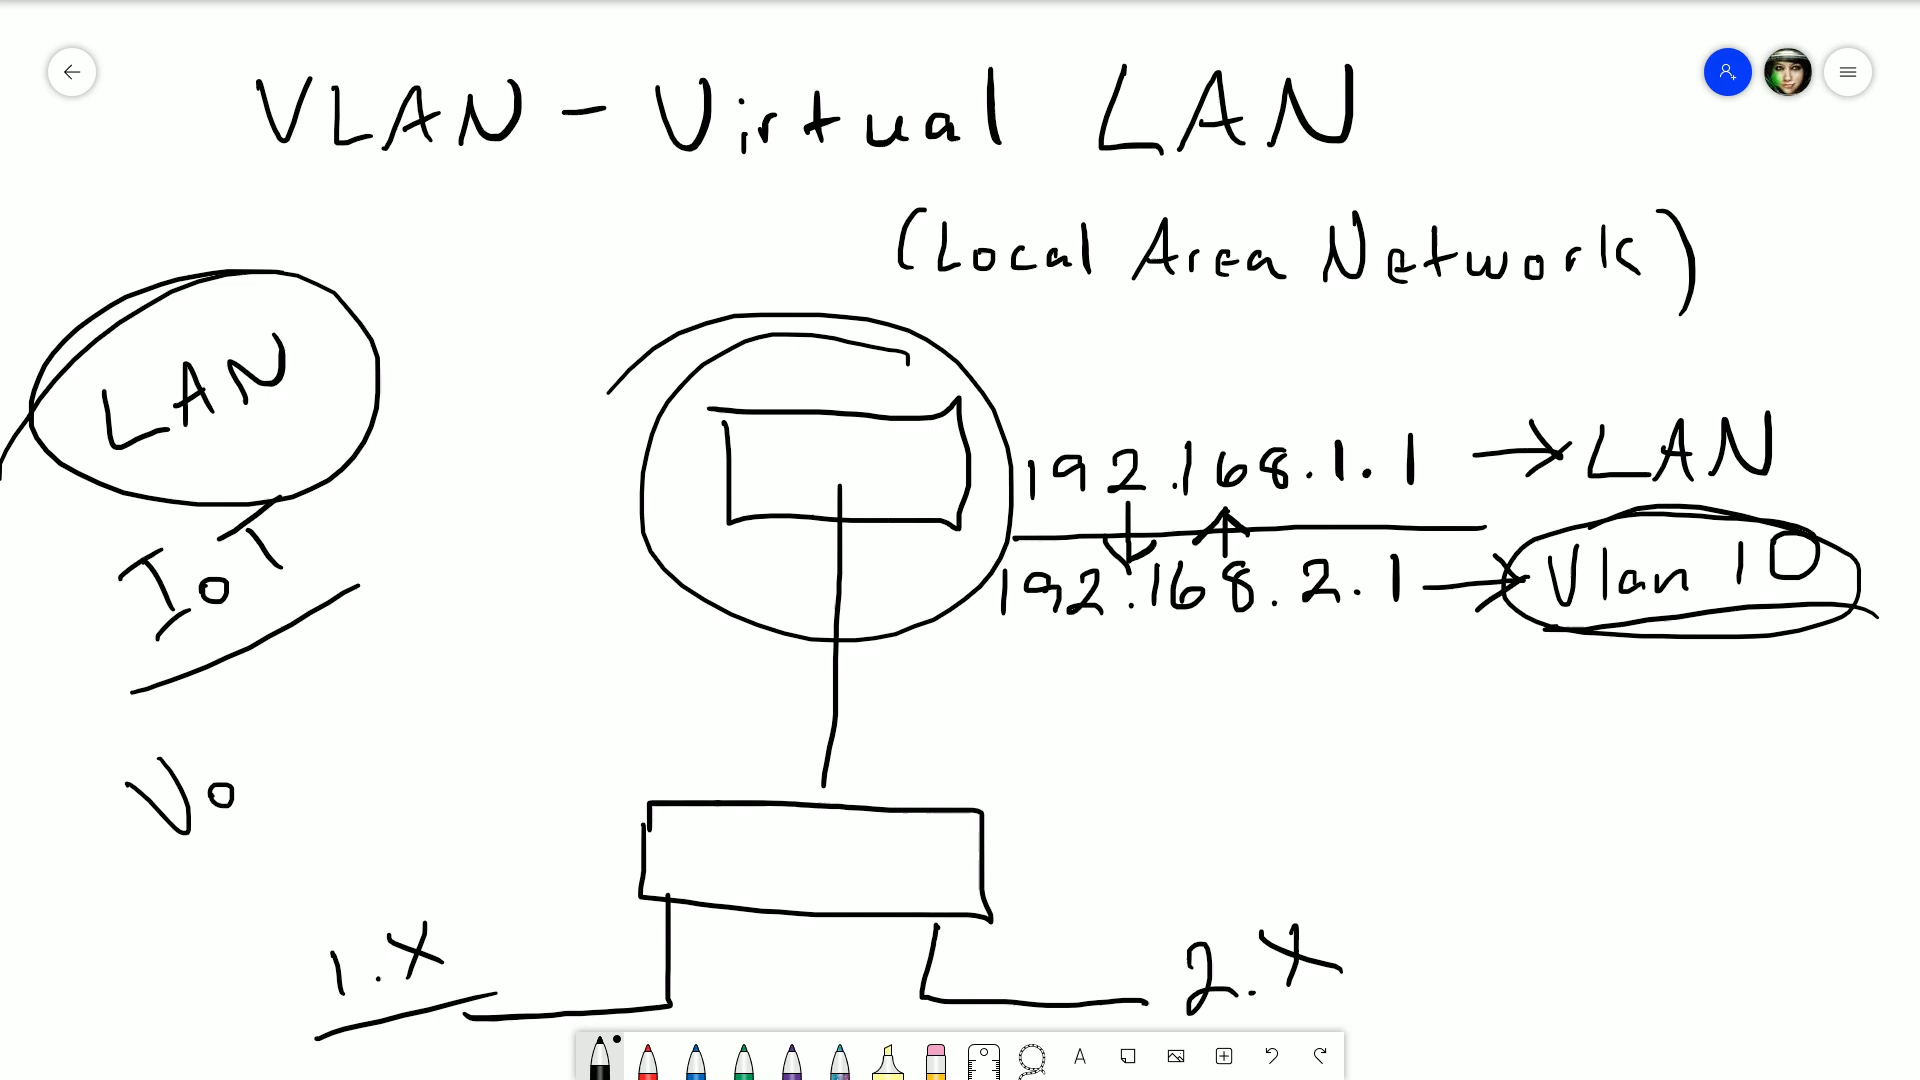 VLAN - Virtual LAN
(Local Area Network)
LAN
IoT
Vo
192.168.1.1 → LAN
192.168.2.1 → Vlan 10
1.X
2.X
A